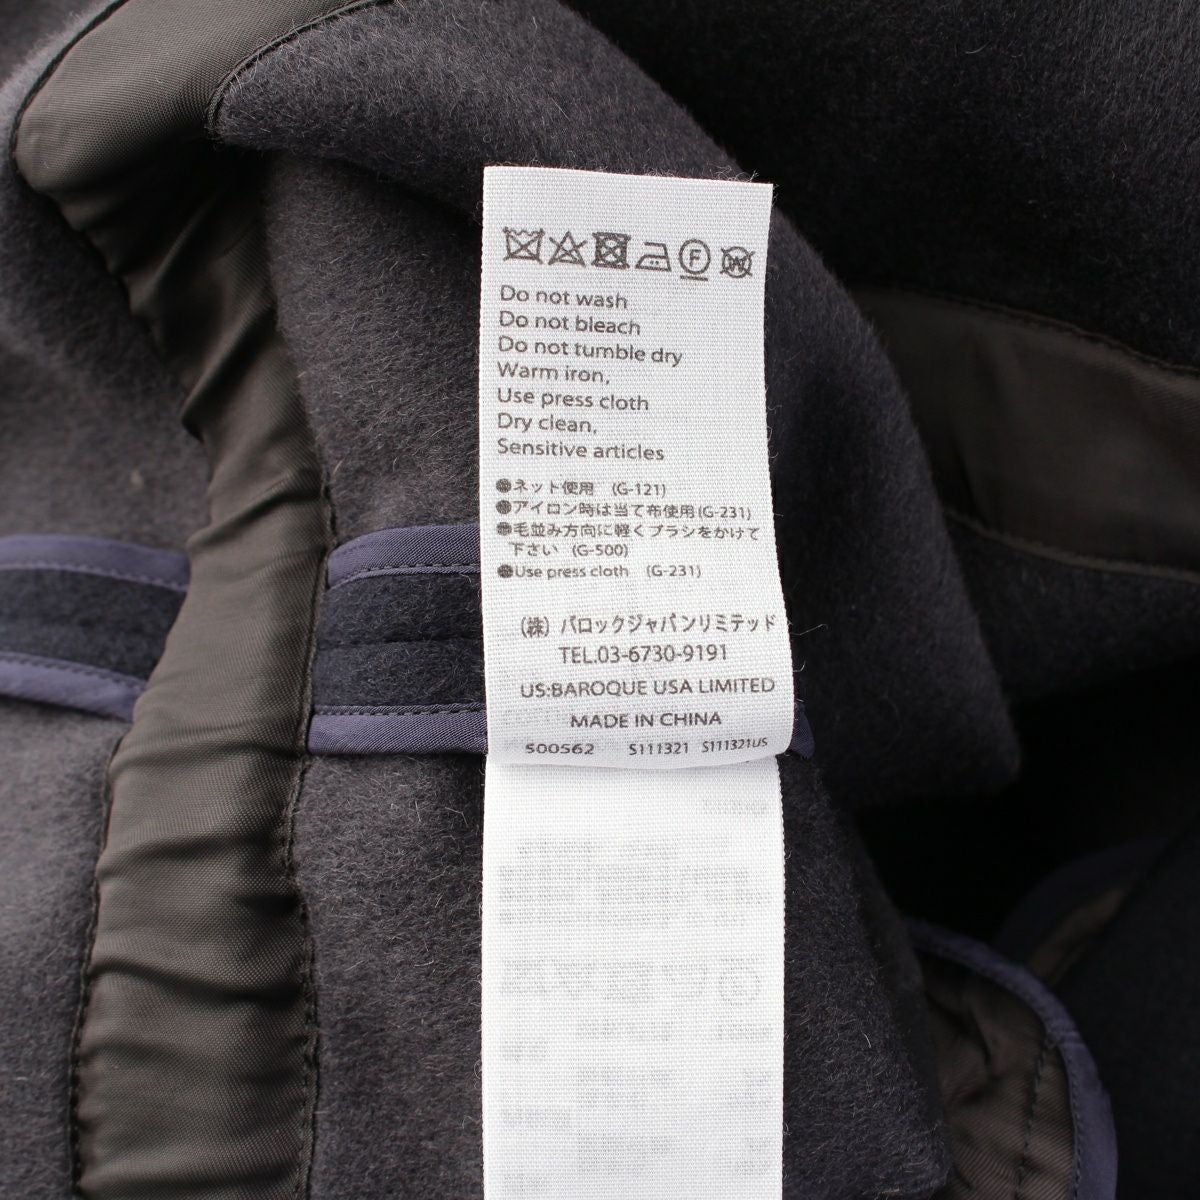 F W
Do not wash
Do not bleach
Do not tumble dry
Warm iron,
Use press cloth
Dry clean,
Sensitive articles
●ネット使用 (G-121)
●アイロン時は当て布使用(G-231)
●毛並み方向に軽くブラシをかけて
下さい (G-500)
●Use press cloth (G-231)
(株) バロックジャパンリミテッド
TEL.03-6730-9191
US:BAROQUE USA LIMITED
MADE IN CHINA
500562 S111321 S111321US